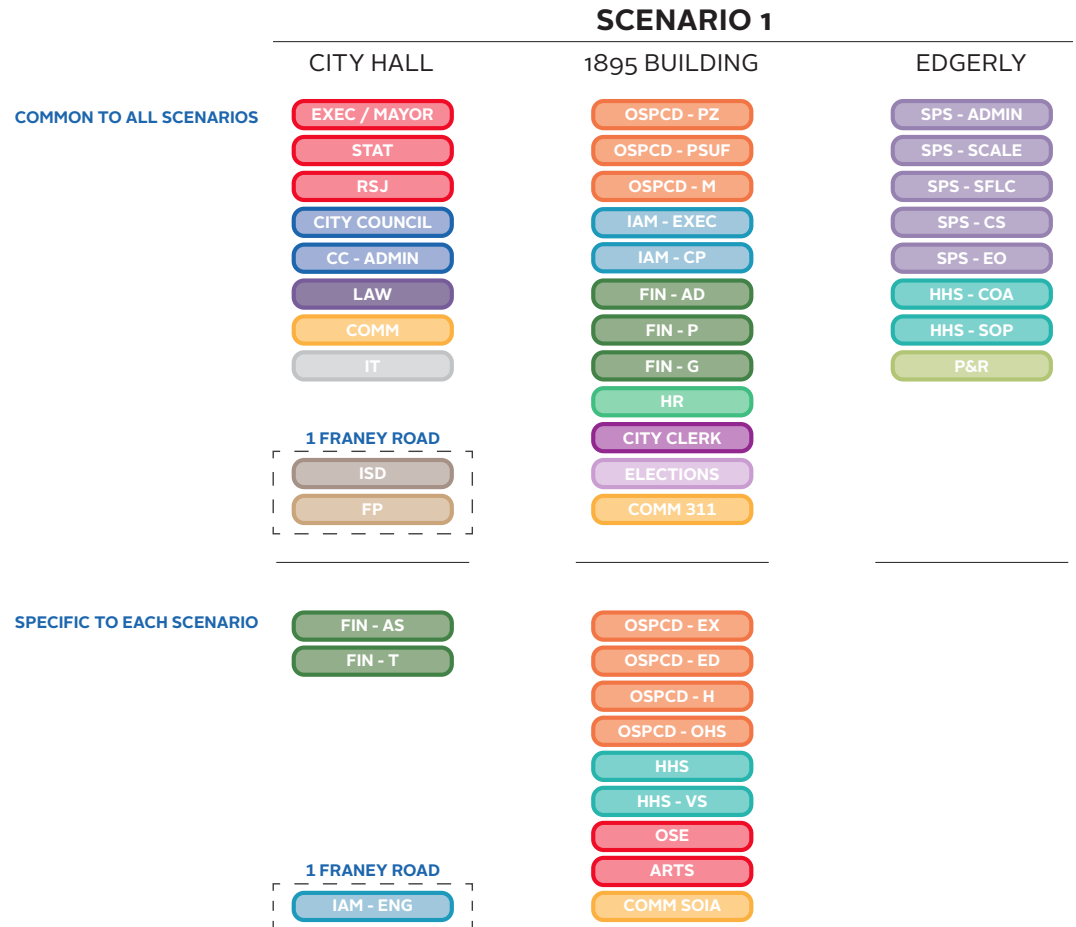 SCENARIO 1
CITY HALL
1895 BUILDING
EDGERLY
COMMON TO ALL SCENARIOS
EXEC / MAYOR
STAT
RSJ
CITY COUNCIL
CC - ADMIN
LAW
COMM
IT
1 FRANEY ROAD
ISD
FP
OSPCD - PZ
OSPCD - PSUF
OSPCD - M
IAM - EXEC
IAM - CP
FIN - AD
FIN - P
FIN - G
HR
CITY CLERK
ELECTIONS
COMM 311
SPS - ADMIN
SPS - SCALE
SPS - SFLC
SPS - CS
SPS - EO
HHS - COA
HHS - SOP
P&R
SPECIFIC TO EACH SCENARIO
FIN - AS
FIN - T
1 FRANEY ROAD
IAM - ENG
OSPCD - EX
OSPCD - ED
OSPCD - H
OSPCD - OHS
HHS
HHS - VS
OSE
ARTS
COMM SOIA